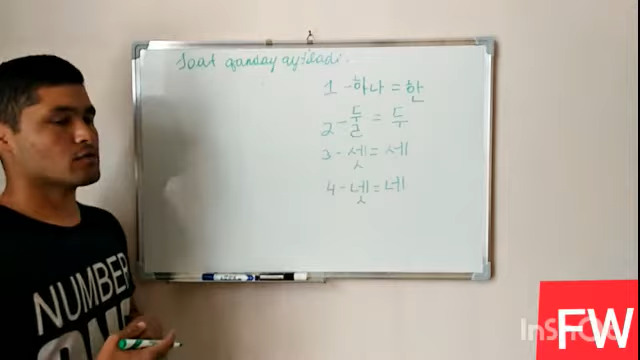 Soat qanday aytiladi.
1 - 하나 = 한
2 - 둘 = 두
3 - 셋 = 세
4 - 넷 = 네
NUMBER
FW
InShOt